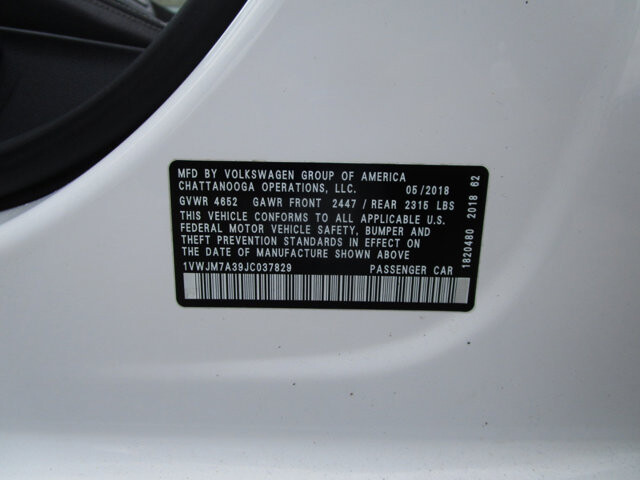 MFD BY VOLKSWAGEN GROUP OF AMERICA
CHATTANOOGA OPERATIONS, LLC. 05/2018
GVWR 4652 GAWR FRONT 2447 / REAR 2315 LBS
THIS VEHICLE CONFORMS TO ALL APPLICABLE U.S.
FEDERAL MOTOR VEHICLE SAFETY, BUMPER AND
THEFT PREVENTION STANDARDS IN EFFECT ON
THE DATE OF MANUFACTURE SHOWN ABOVE
1VWJM7A39JC037829 PASSENGER CAR
1820480 2018 62